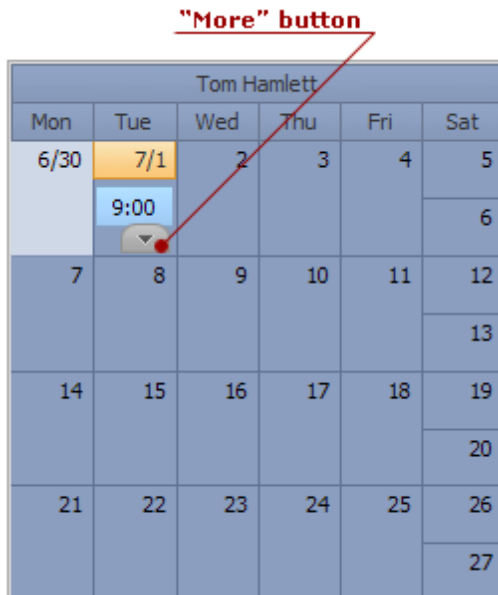 "More" button
Tom Hamlett
Mon Tue Wed Thu Fri Sat
6/30 7/1 2 3 4 5
9:00 6
7 8 9 10 11 12
13
14 15 16 17 18 19
20
21 22 23 24 25 26
27